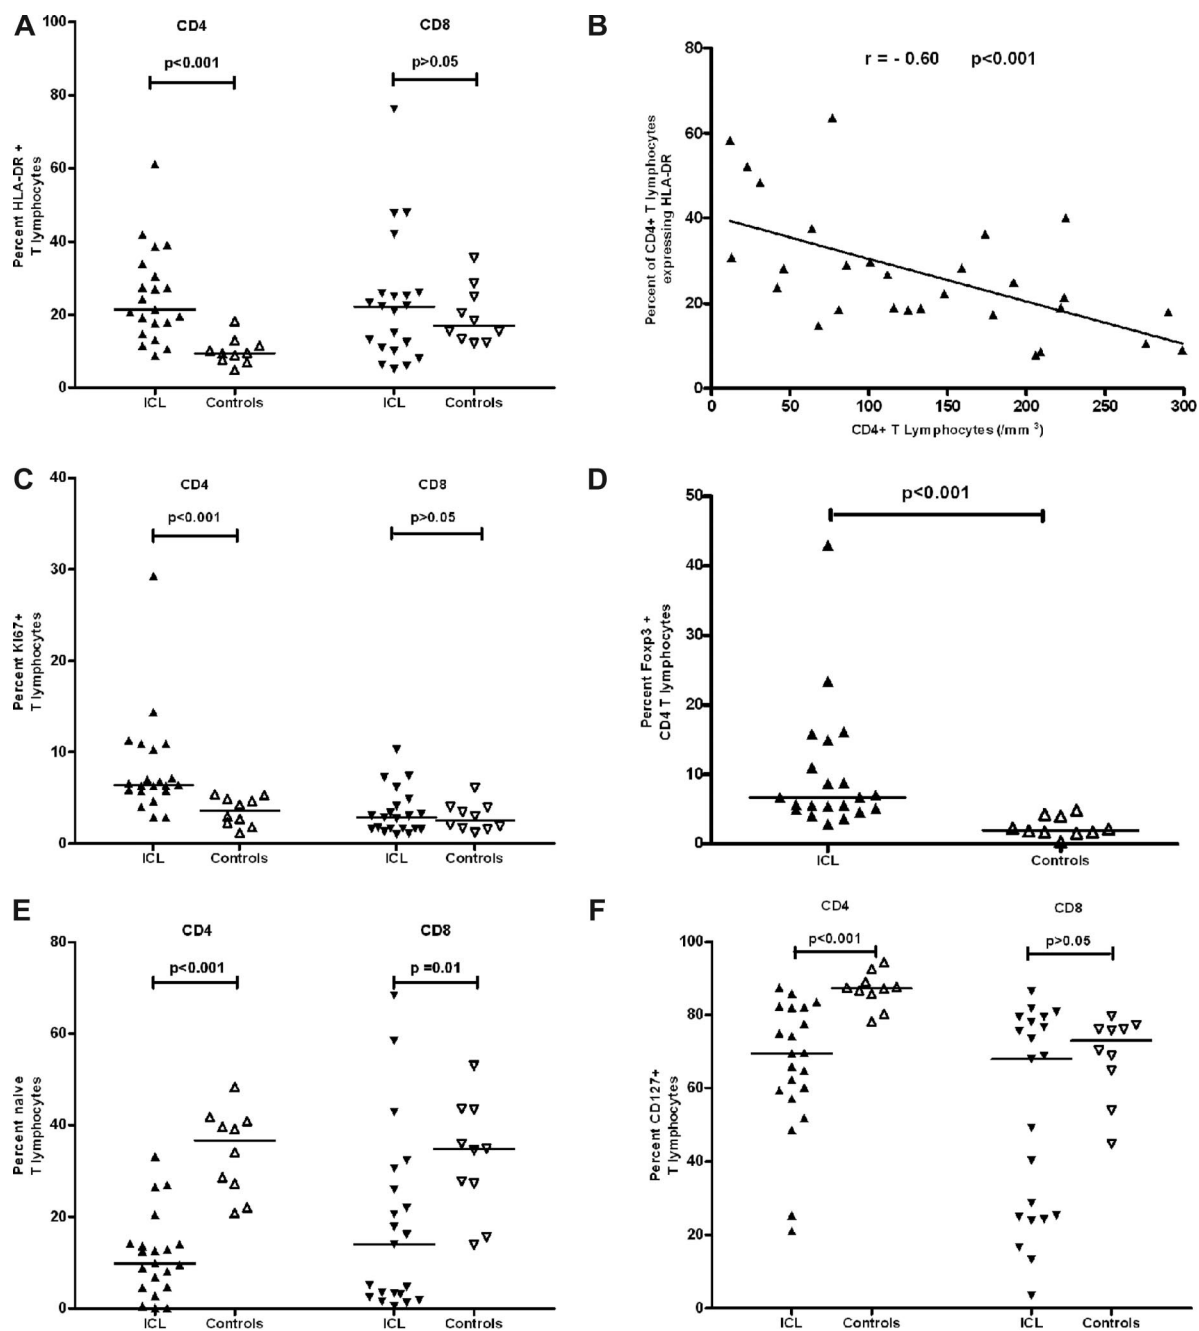 A
CD4
CD8
p<0.001
p>0.05
Percent HLA-DR +
T lymphocytes
100
80
60
40
20
0
ICL
Controls
ICL
Controls
B
r = - 0.60 p<0.001
Percent of CD4+ T lymphocytes
expressing HLA-DR
80
60
40
20
0
0
50
100
150
200
250
300
CD4+ T Lymphocytes (/mm 3)
C
CD4
CD8
p<0.001
p>0.05
Percent KI67+
T lymphocytes
40
30
20
10
0
ICL
Controls
ICL
Controls
D
p<0.001
Percent Foxp3 +
CD4 T lymphocytes
50
40
30
20
10
0
ICL
Controls
E
CD4
CD8
p<0.001
p =0.01
Percent naive
T lymphocytes
80
60
40
20
0
ICL
Controls
ICL
Controls
F
CD4
CD8
p<0.001
p>0.05
Percent CD127+
T lymphocytes
100
80
60
40
20
0
ICL
Controls
ICL
Controls